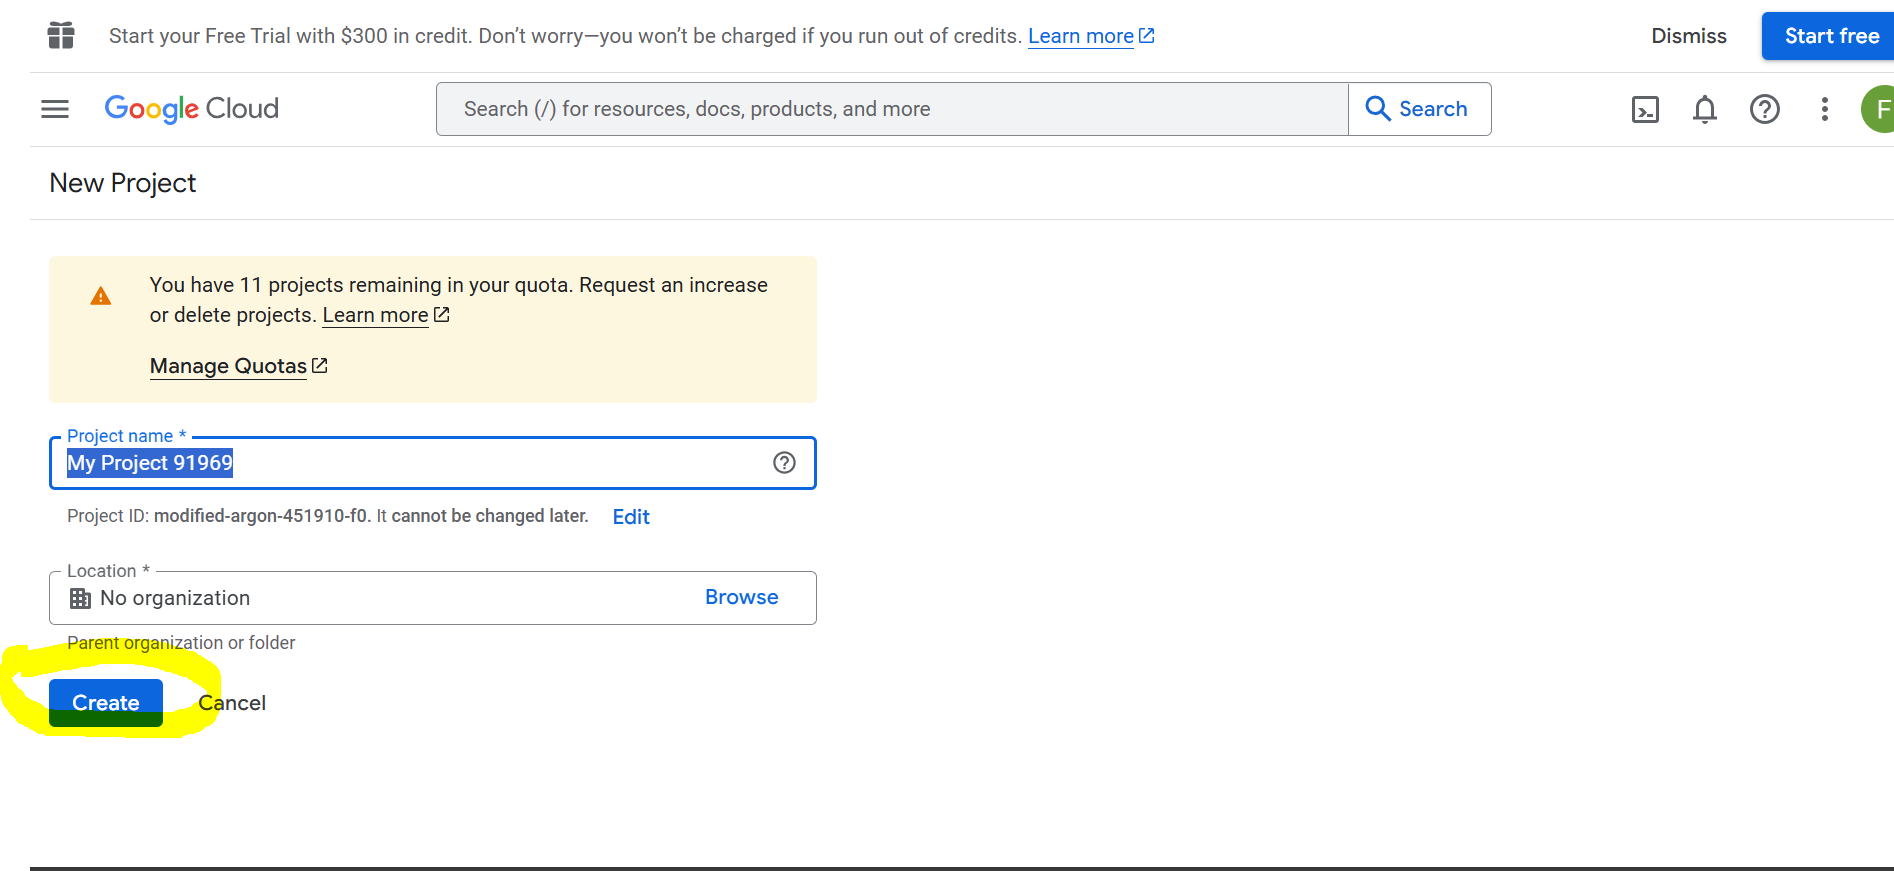 Start your Free Trial with $300 in credit. Don’t worry—you won’t be charged if you run out of credits. Learn more
Dismiss
Start free
Google Cloud
Search (/) for resources, docs, products, and more
Search
F
New Project
You have 11 projects remaining in your quota. Request an increase
or delete projects. Learn more
Manage Quotas
Project name *
My Project 91969
Project ID: modified-argon-451910-f0. It cannot be changed later. Edit
Location *
No organization
Browse
Parent organization or folder
Create
Cancel